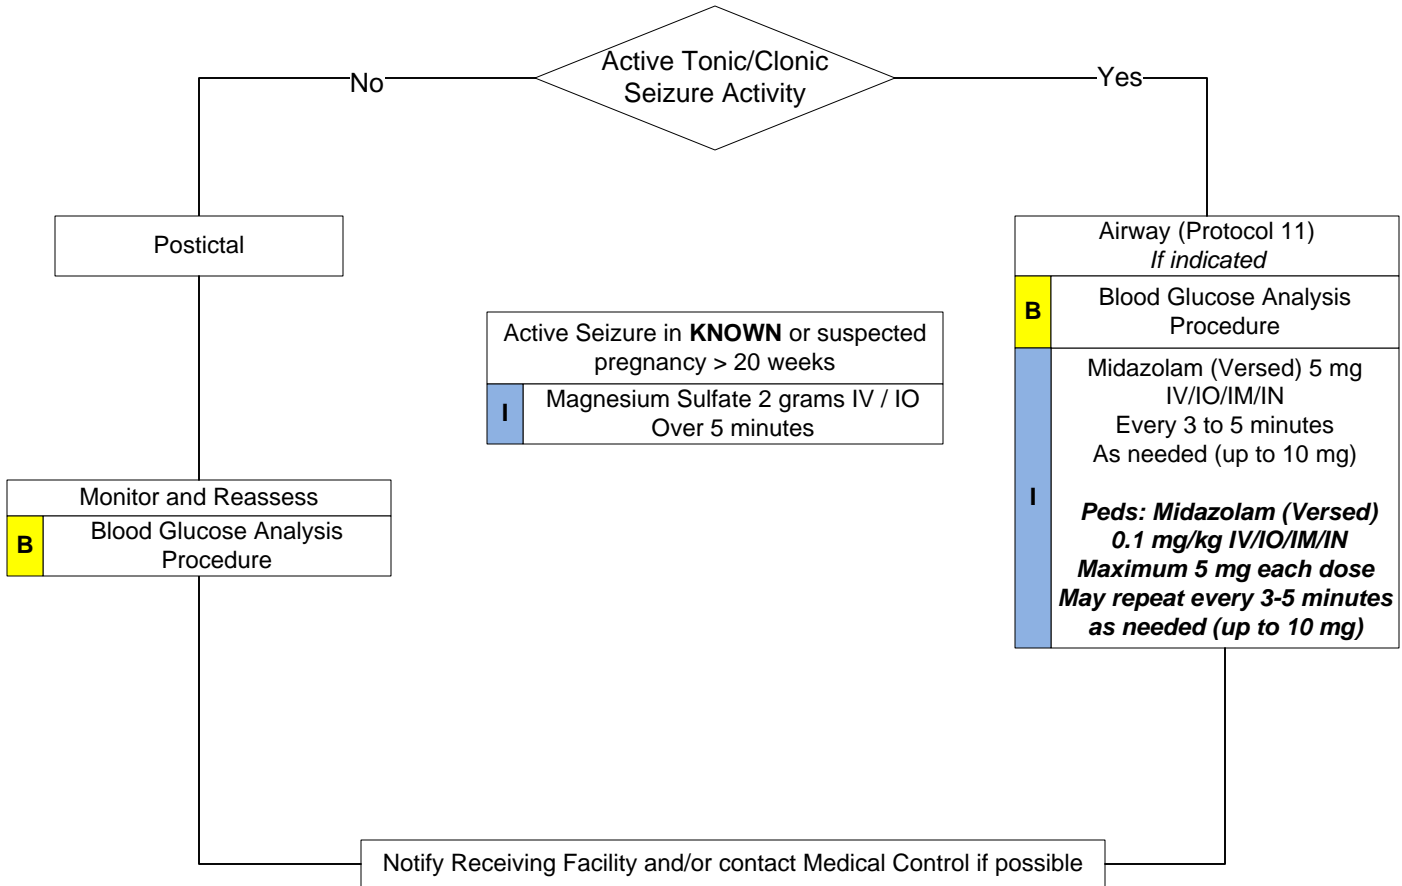 Active Tonic/Clonic
Seizure Activity
No
Yes
Postictal
Monitor and Reassess
B
Blood Glucose Analysis
Procedure
Active Seizure in KNOWN or suspected
pregnancy > 20 weeks
I
Magnesium Sulfate 2 grams IV / IO
Over 5 minutes
Airway (Protocol 11)
If indicated
B
Blood Glucose Analysis
Procedure
I
Midazolam (Versed) 5 mg
IV/IO/IM/IN
Every 3 to 5 minutes
As needed (up to 10 mg)
Peds: Midazolam (Versed)
0.1 mg/kg IV/IO/IM/IN
Maximum 5 mg each dose
May repeat every 3-5 minutes
as needed (up to 10 mg)
Notify Receiving Facility and/or contact Medical Control if possible